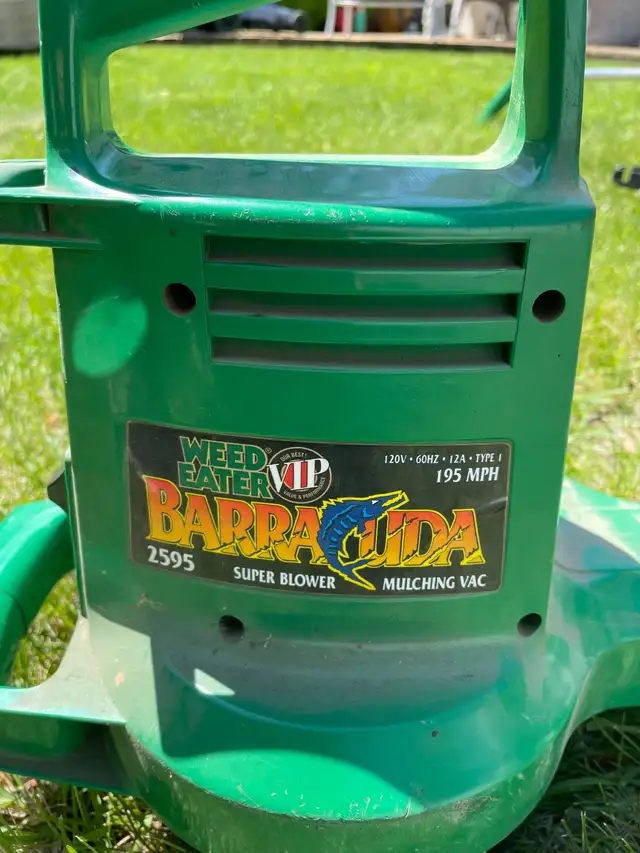 WEED
EATER®
OUR BEST!
VIP
VALUE & PERFORMANCE
120V • 60HZ • 12A • TYPE 1
195 MPH
BARRACUDA
2595
SUPER BLOWER
MULCHING VAC